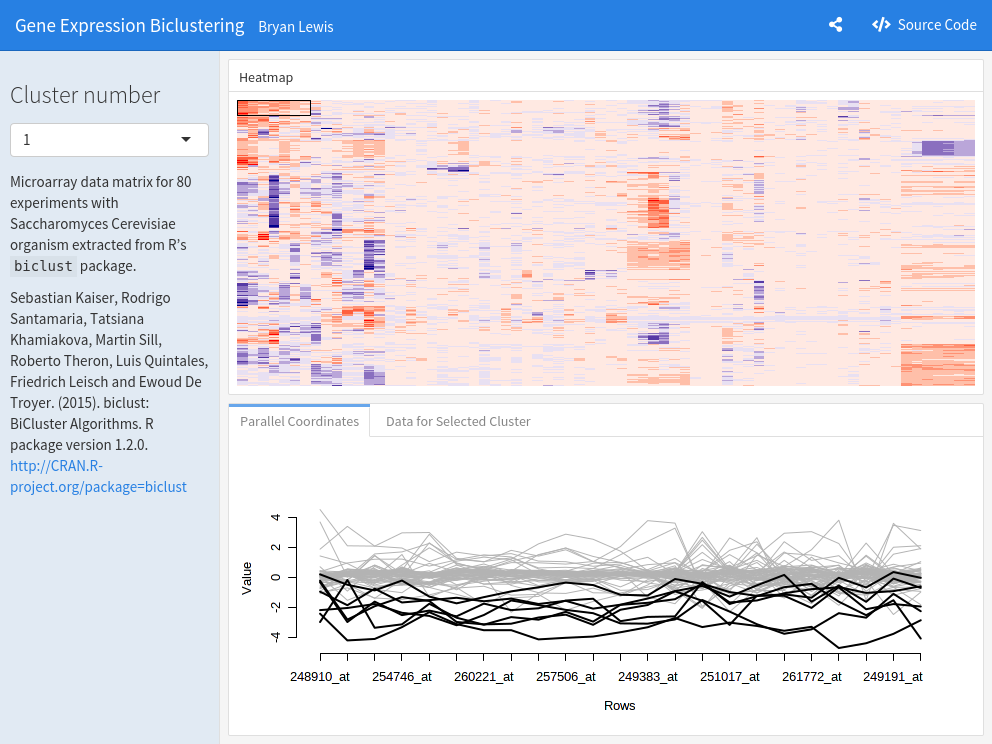 Gene Expression Biclustering Bryan Lewis Source Code
Cluster number
1
Microarray data matrix for 80
experiments with
Saccharomyces Cerevisiae
organism extracted from R's
biclust package.
Sebastian Kaiser, Rodrigo
Santamaria, Tatsiana
Khamiakova, Martin Sill,
Roberto Theron, Luis Quintales,
Friedrich Leisch and Ewoud De
Troyer. (2015). biclust:
BiCluster Algorithms. R
package version 1.2.0.
http://CRAN.R-
project.org/package=biclust
Heatmap
Parallel Coordinates Data for Selected Cluster
4
2
0
-2
-4
Value
248910_at 254746_at 260221_at 257506_at 249383_at 251017_at 261772_at 249191_at
Rows